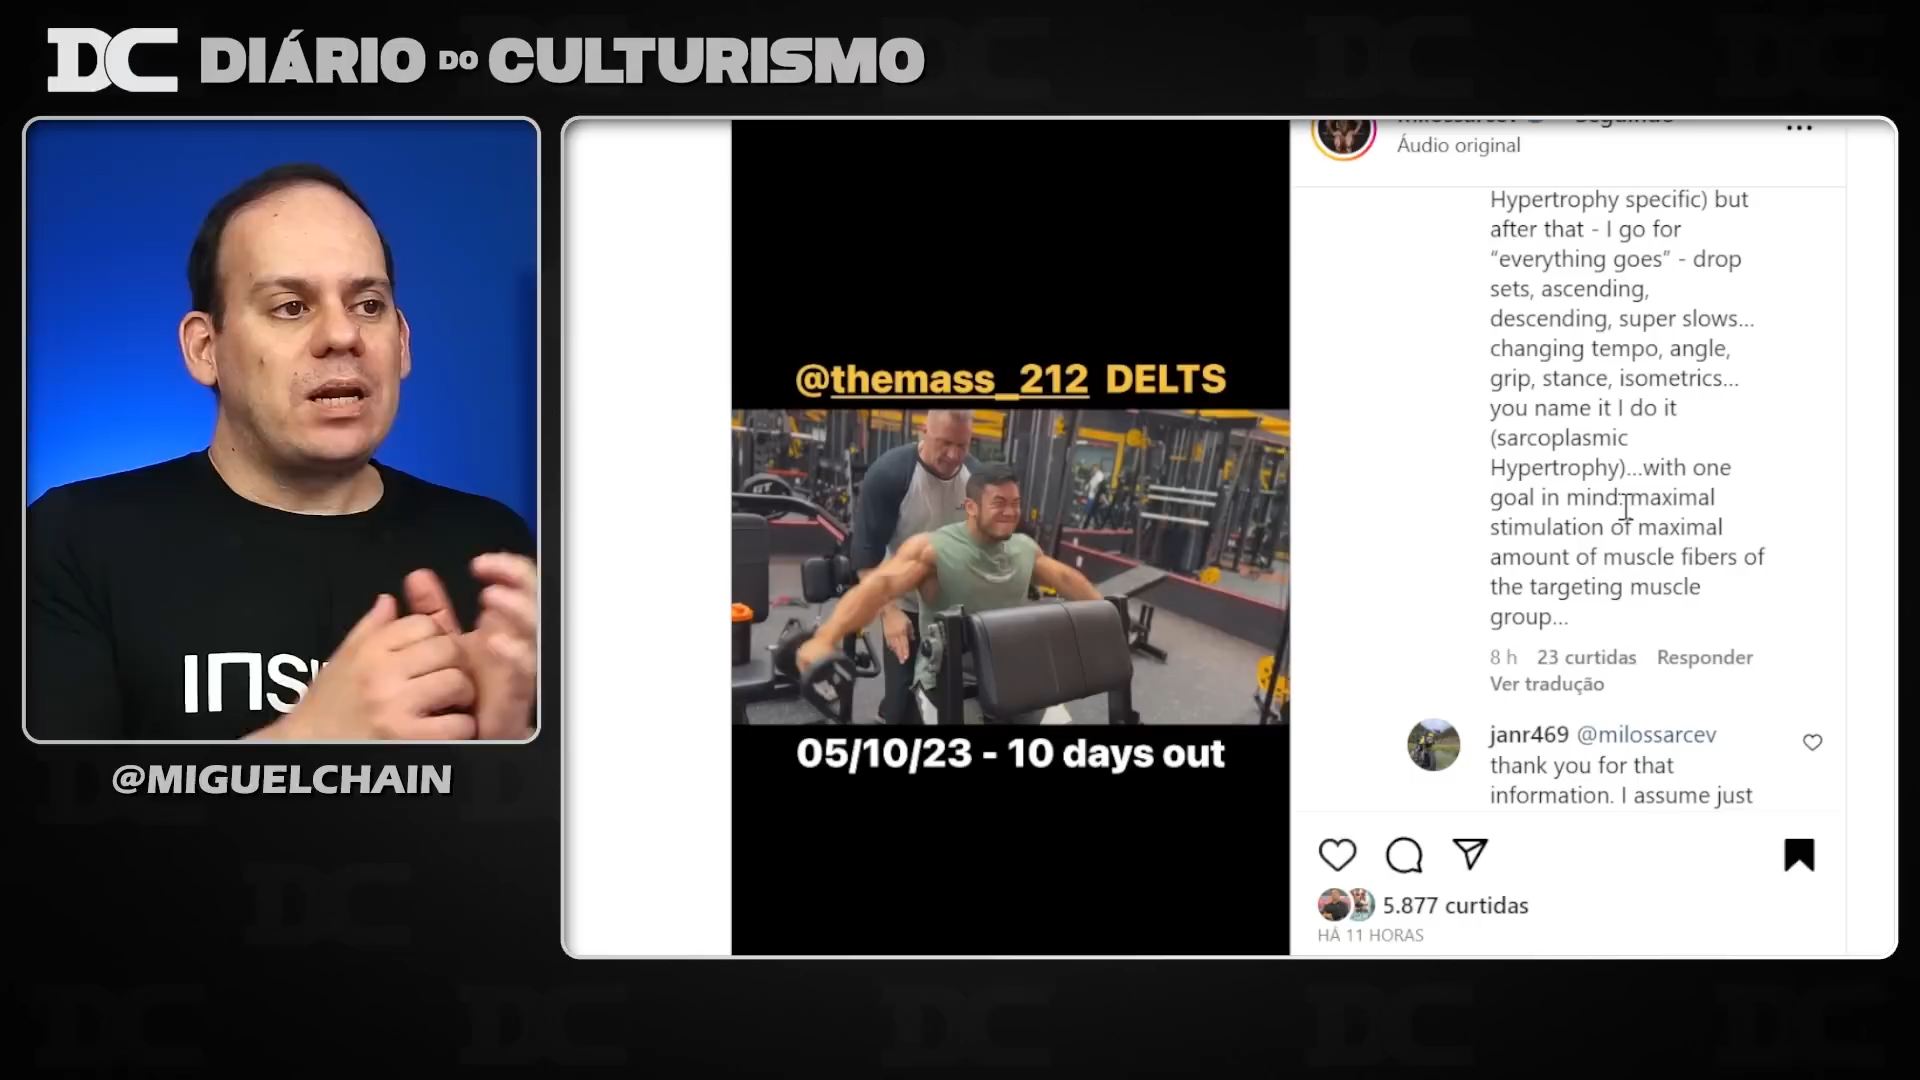 DC DIÁRIO DO CULTURISMO
INS
@MIGUELCHAIN
@themass_212 DELTS
05/10/23 - 10 days out
milossarcev Seguindo
Áudio original
Hypertrophy specific) but
after that - I go for
“everything goes” - drop
sets, ascending,
descending, super slows...
changing tempo, angle,
grip, stance, isometrics...
you name it I do it
(sarcoplasmic
Hypertrophy)...with one
goal in mind:maximal
stimulation of maximal
amount of muscle fibers of
the targeting muscle
group...
8 h 23 curtidas Responder
Ver tradução
janr469 @milossarcev
thank you for that
information. I assume just
5.877 curtidas
HÁ 11 HORAS